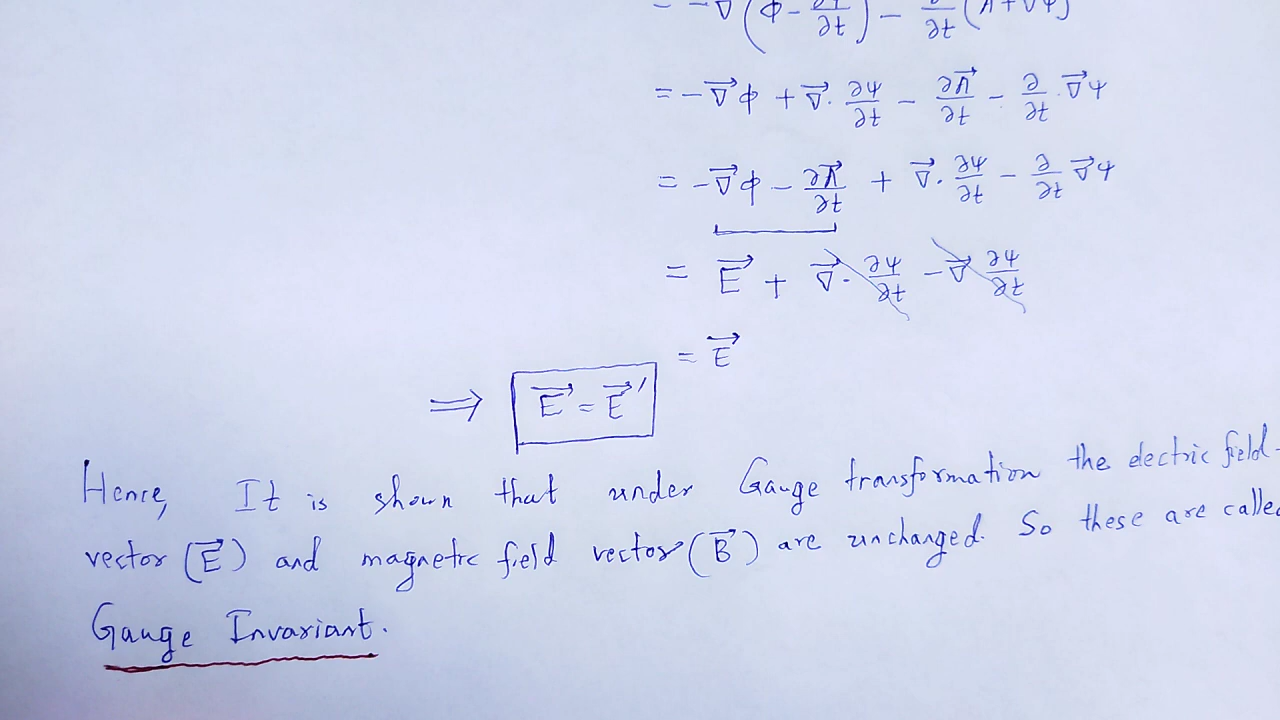 = -∇⃗ϕ + ∇⃗. ∂ψ/∂t - ∂A⃗/∂t - ∂/∂t . ∇⃗ψ
= -∇⃗ϕ - ∂A⃗/∂t + ∇⃗. ∂ψ/∂t - ∂/∂t ∇⃗ψ
= E⃗ + ∇⃗. ∂ψ/∂t - ∇⃗ ∂ψ/∂t
= E⃗
⟹ E⃗ = E⃗′
Hence, It is shown that under Gauge transformation the electric field-
vector (E⃗) and magnetic field vector (B⃗) are unchanged. So these are called
Gauge Invariant.